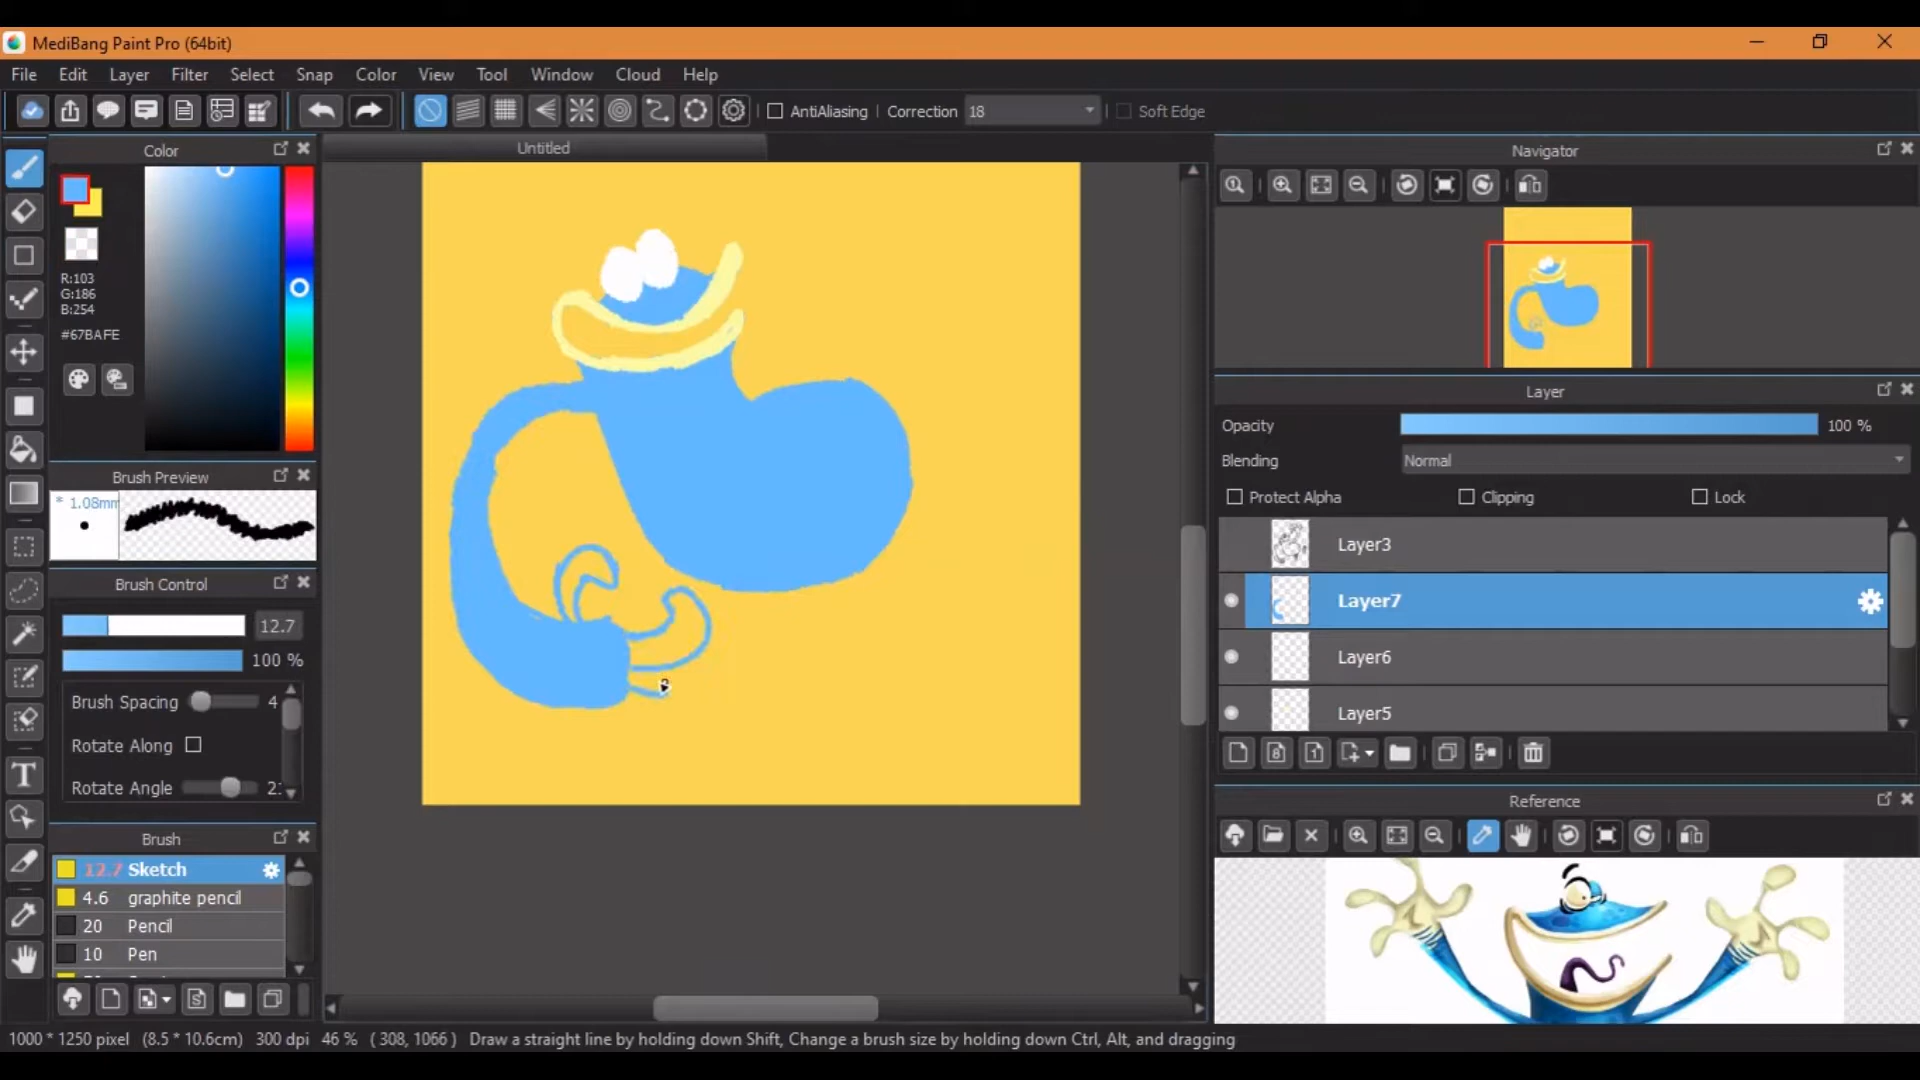 MediBang Paint Pro (64bit)
File Edit Layer Filter Select Snap Color View Tool Window Cloud Help
AntiAliasing Correction 18 Soft Edge
Color
Untitled
Navigator
R:103
G:186
B:254
#67BAFE
Layer
Opacity 100 %
Blending Normal
Protect Alpha Clipping Lock
Brush Preview
* 1.08mm
Layer3
Brush Control
12.7
Layer7
100 %
Layer6
Brush Spacing 4
Layer5
Rotate Along
Rotate Angle
Reference
Brush
12.7 Sketch
4.6 graphite pencil
20 Pencil
10 Pen
1000 * 1250 pixel (8.5 * 10.6cm) 300 dpi 46 % ( 308, 1066 ) Draw a straight line by holding down Shift, Change a brush size by holding down Ctrl, Alt, and dragging